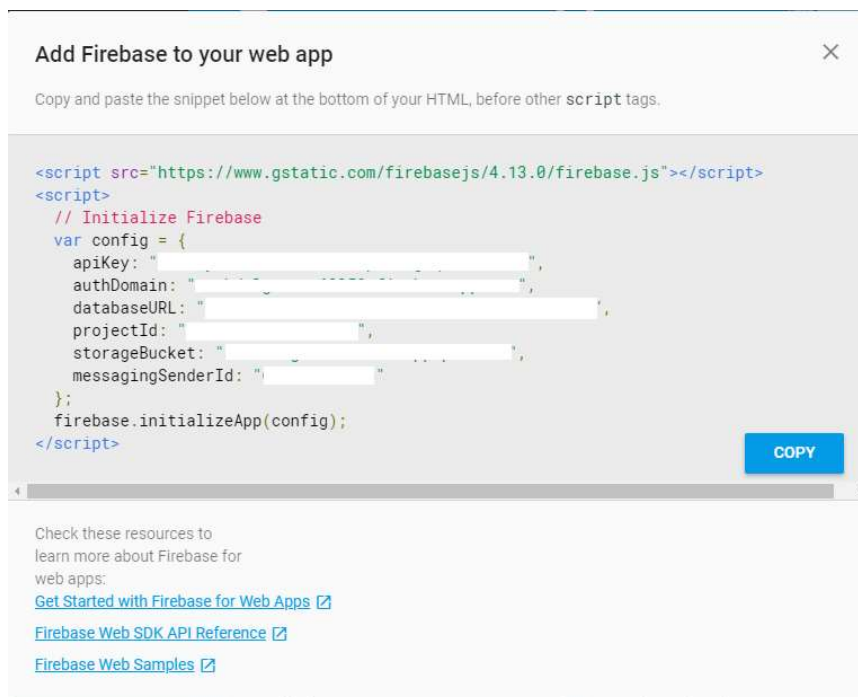 Add Firebase to your web app
Copy and paste the snippet below at the bottom of your HTML, before other script tags.
<script src="https://www.gstatic.com/firebasejs/4.13.0/firebase.js"></script>
<script>
// Initialize Firebase
var config = {
apiKey: "",
authDomain: "",
databaseURL: "",
projectId: "",
storageBucket: "",
messagingSenderId: ""
};
firebase.initializeApp(config);
</script>
COPY
Check these resources to
learn more about Firebase for
web apps:
Get Started with Firebase for Web Apps
Firebase Web SDK API Reference
Firebase Web Samples